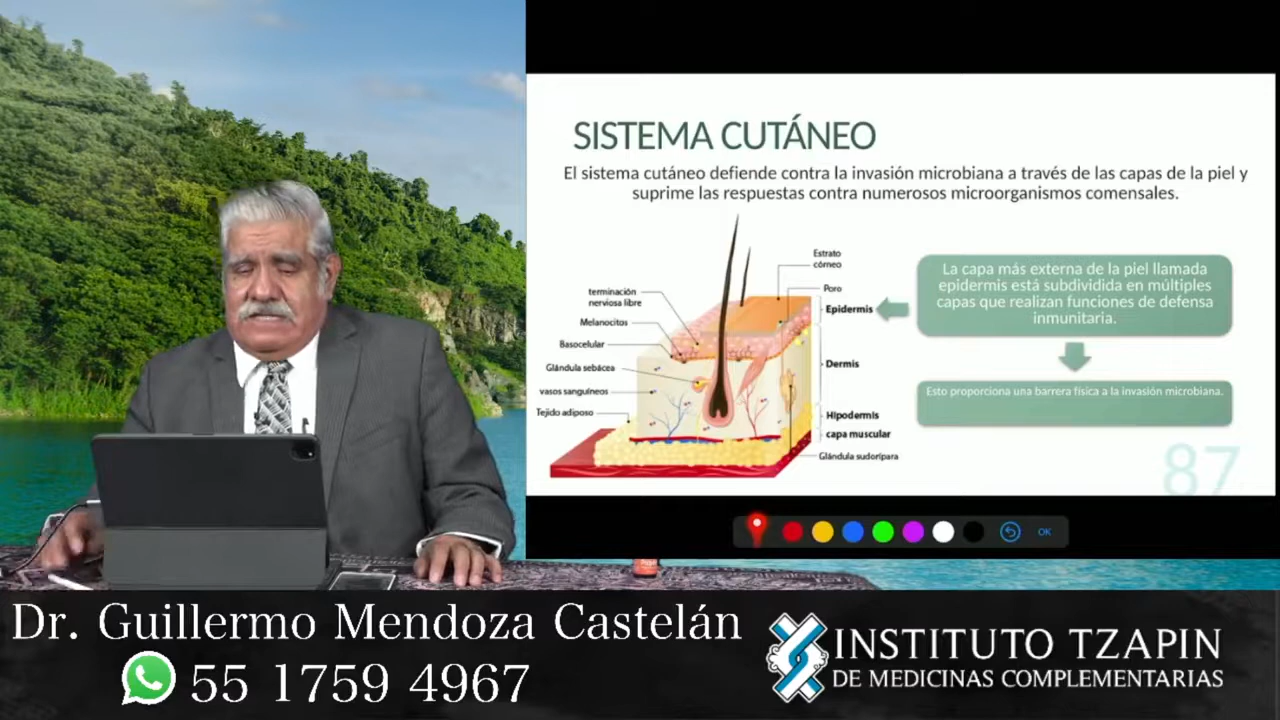 SISTEMA CUTÁNEO
El sistema cutáneo defiende contra la invasión microbiana a través de las capas de la piel y
suprime las respuestas contra numerosos microorganismos comensales.
Estrato
córneo
Poro
Epidermis
Dermis
Hipodermis
capa muscular
Glándula sudorípara
terminación
nerviosa libre
Melanocitos
Basocelular
Glándula sebácea
vasos sanguíneos
Tejido adiposo
La capa más externa de la piel llamada
epidermis está subdividida en múltiples
capas que realizan funciones de defensa
inmunitaria.
Esto proporciona una barrera física a la invasión microbiana.
87
OK
Dr. Guillermo Mendoza Castelán
55 1759 4967
INSTITUTO TZAPIN
DE MEDICINAS COMPLEMENTARIAS